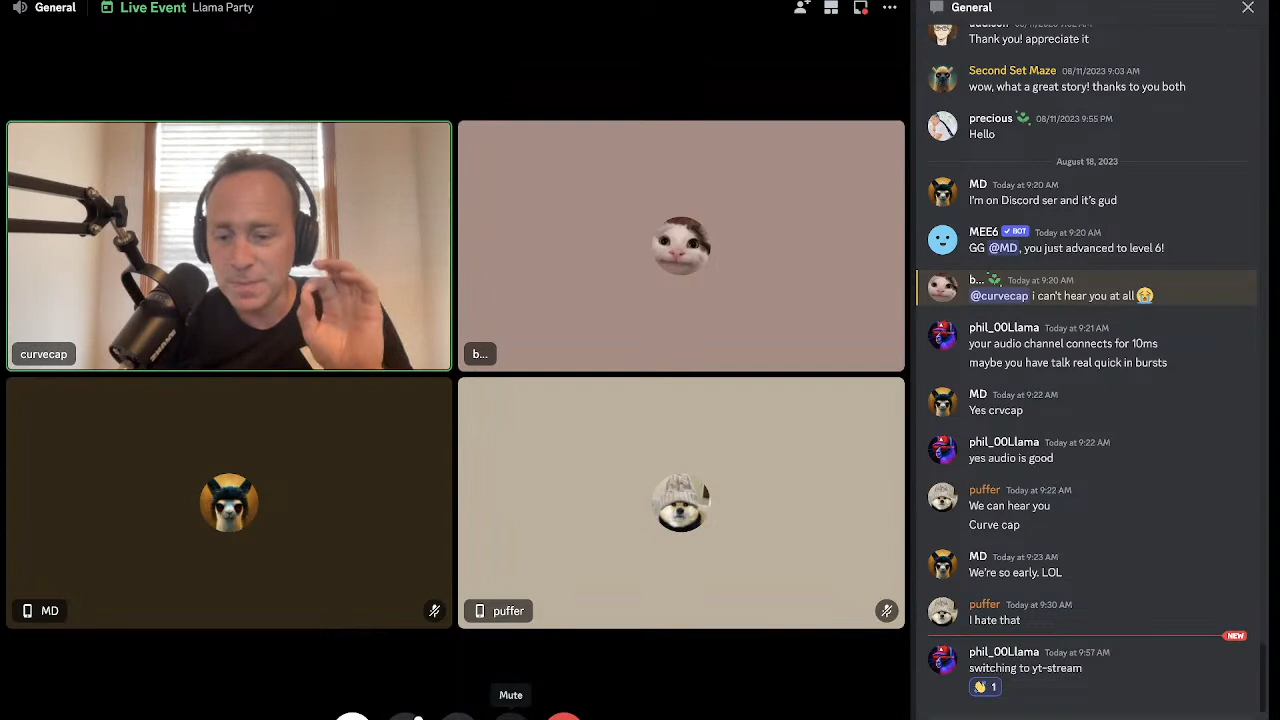 General
Live Event Llama Party
curvecap
b...
MD
puffer
Mute
General
Thank you! appreciate it
Second Set Maze 08/11/2023 9:03 AM
wow, what a great story! thanks to you both
precious 08/11/2023 9:55 PM
Hello
August 18, 2023
MD Today at 9:20 AM
I'm on Discord ser and it's gud
MEE6 ✓ BOT Today at 9:20 AM
GG @MD, you just advanced to level 6!
b... Today at 9:20 AM
@curvecap i can't hear you at all 😭
phil_00Llama Today at 9:21 AM
your audio channel connects for 10ms
maybe you have talk real quick in bursts
MD Today at 9:22 AM
Yes crvcap
phil_00Llama Today at 9:22 AM
yes audio is good
puffer Today at 9:22 AM
We can hear you
Curve cap
MD Today at 9:23 AM
We're so early. LOL
puffer Today at 9:30 AM
I hate that
NEW
phil_00Llama Today at 9:57 AM
switching to yt-stream
👋 1